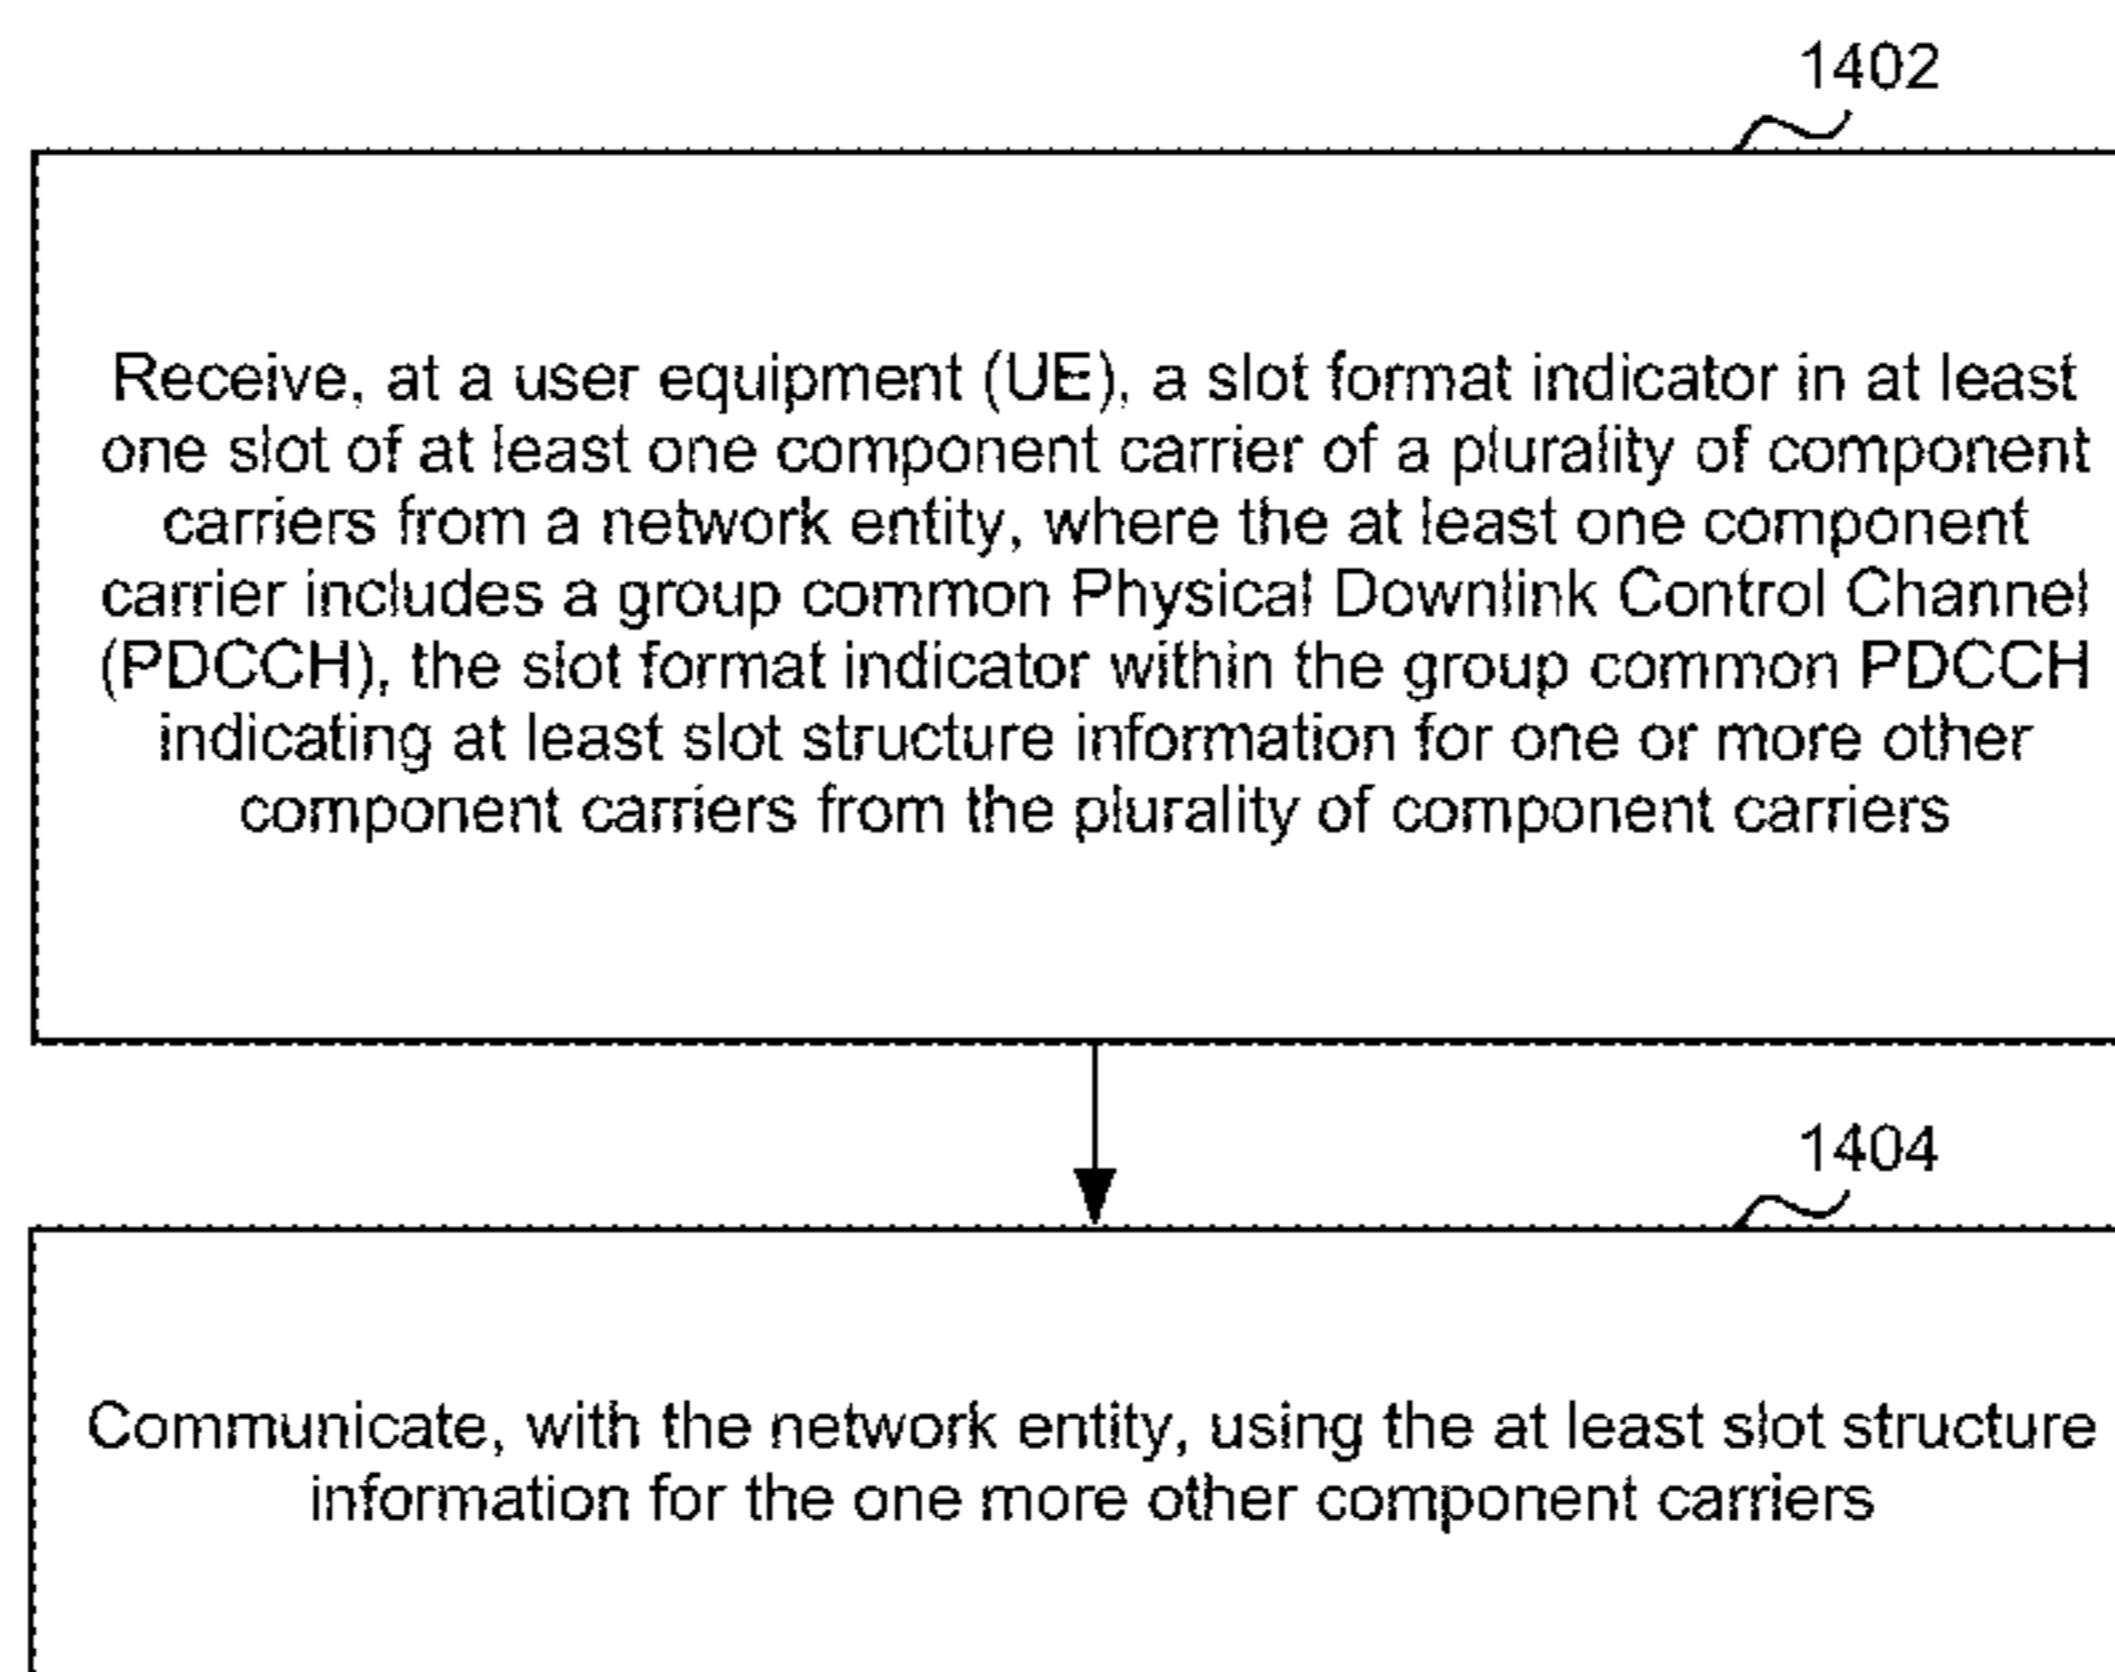 1402
Receive, at a user equipment (UE), a slot format indicator in at least
one slot of at least one component carrier of a plurality of component
carriers from a network entity, where the at least one component
carrier includes a group common Physical Downlink Control Channel
(PDCCH), the slot format indicator within the group common PDCCH
indicating at least slot structure information for one or more other
component carriers from the plurality of component carriers
1404
Communicate, with the network entity, using the at least slot structure
information for the one more other component carriers